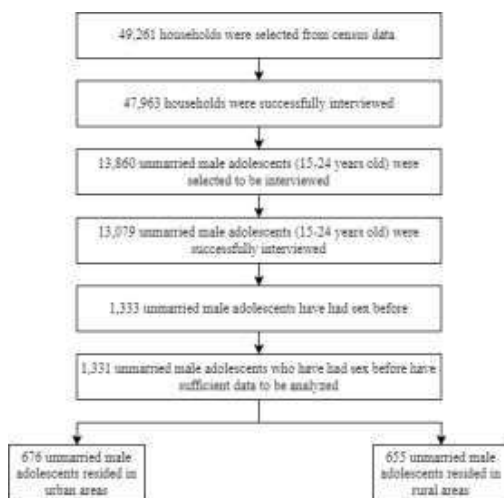 49,261 households were selected from census data
47,963 households were successfully interviewed
13,860 unmarried male adolescents (15-24 years old) were
selected to be interviewed
13,079 unmarried male adolescents (15-24 years old) were
successfully interviewed
1,333 unmarried male adolescents have had sex before
1,331 unmarried male adolescents who have had sex before have
sufficient data to be analyzed
676 unmarried male
adolescents resided in
urban areas
655 unmarried male
adolescents resided in
rural areas